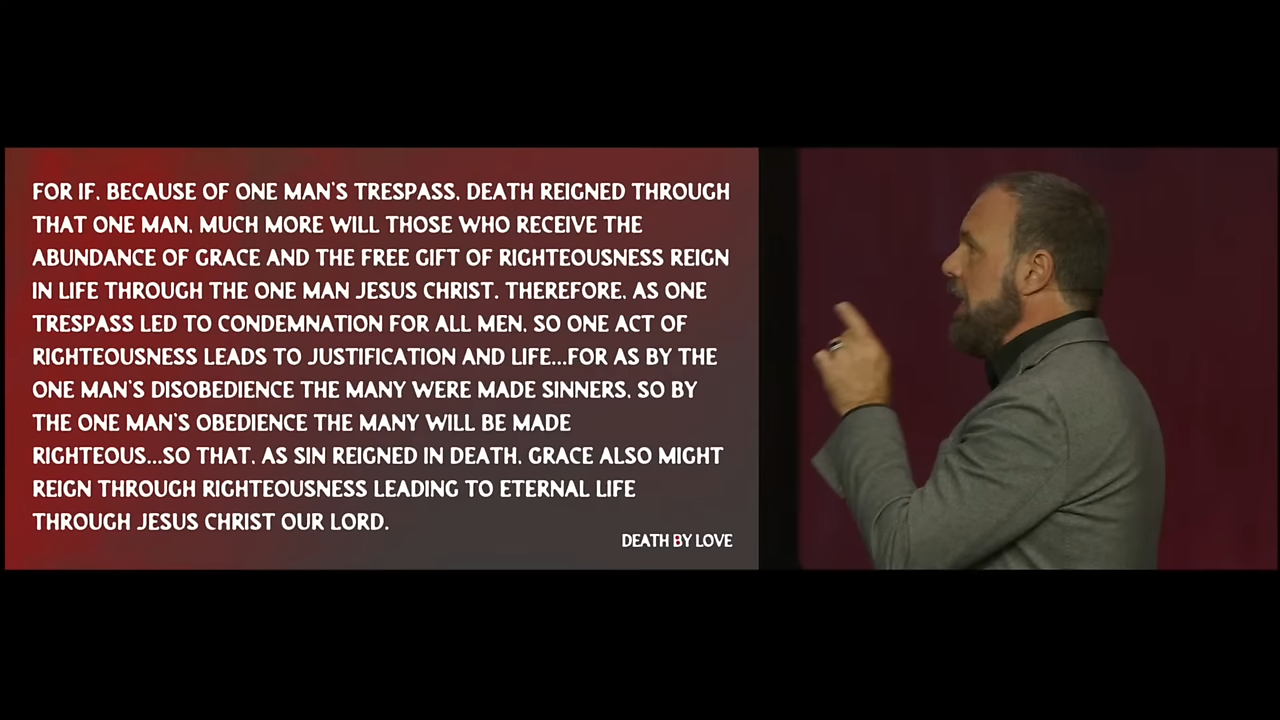 FOR IF, BECAUSE OF ONE MAN'S TRESPASS, DEATH REIGNED THROUGH
THAT ONE MAN, MUCH MORE WILL THOSE WHO RECEIVE THE
ABUNDANCE OF GRACE AND THE FREE GIFT OF RIGHTEOUSNESS REIGN
IN LIFE THROUGH THE ONE MAN JESUS CHRIST. THEREFORE, AS ONE
TRESPASS LED TO CONDEMNATION FOR ALL MEN, SO ONE ACT OF
RIGHTEOUSNESS LEADS TO JUSTIFICATION AND LIFE...FOR AS BY THE
ONE MAN'S DISOBEDIENCE THE MANY WERE MADE SINNERS, SO BY
THE ONE MAN'S OBEDIENCE THE MANY WILL BE MADE
RIGHTEOUS...SO THAT, AS SIN REIGNED IN DEATH, GRACE ALSO MIGHT
REIGN THROUGH RIGHTEOUSNESS LEADING TO ETERNAL LIFE
THROUGH JESUS CHRIST OUR LORD.
DEATH BY LOVE